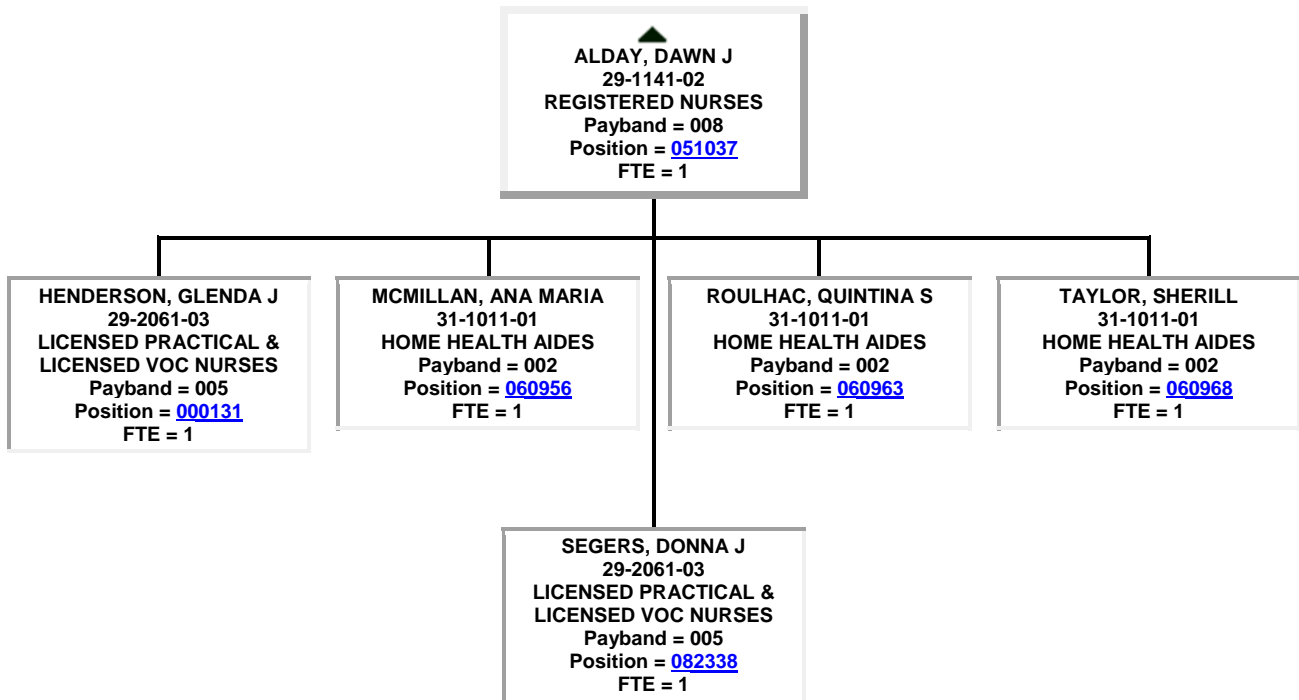 ALDAY, DAWN J
29-1141-02
REGISTERED NURSES
Payband = 008
Position = 051037
FTE = 1
HENDERSON, GLENDA J
29-2061-03
LICENSED PRACTICAL &
LICENSED VOC NURSES
Payband = 005
Position = 000131
FTE = 1
MCMILLAN, ANA MARIA
31-1011-01
HOME HEALTH AIDES
Payband = 002
Position = 060956
FTE = 1
ROULHAC, QUINTINA S
31-1011-01
HOME HEALTH AIDES
Payband = 002
Position = 060963
FTE = 1
TAYLOR, SHERILL
31-1011-01
HOME HEALTH AIDES
Payband = 002
Position = 060968
FTE = 1
SEGERS, DONNA J
29-2061-03
LICENSED PRACTICAL &
LICENSED VOC NURSES
Payband = 005
Position = 082338
FTE = 1